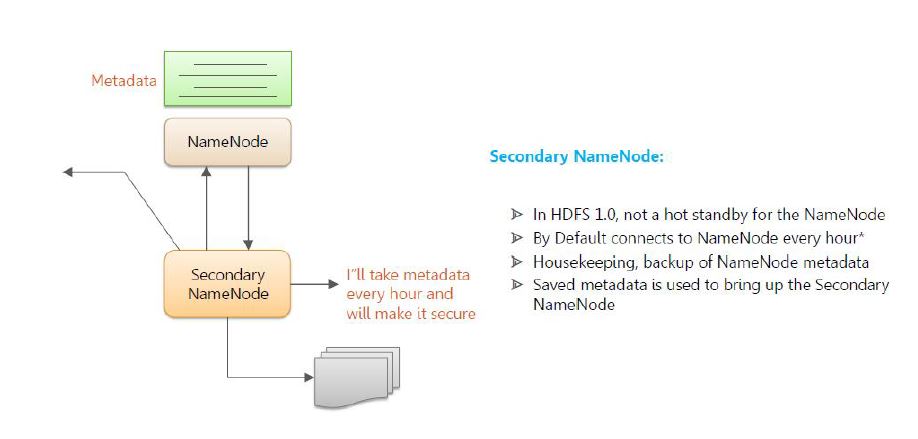 Metadata
NameNode
Secondary
NameNode
I"ll take metadata
every hour and
will make it secure
Secondary NameNode:
In HDFS 1.0, not a hot standby for the NameNode
By Default connects to NameNode every hour*
Housekeeping, backup of NameNode metadata
Saved metadata is used to bring up the Secondary
NameNode